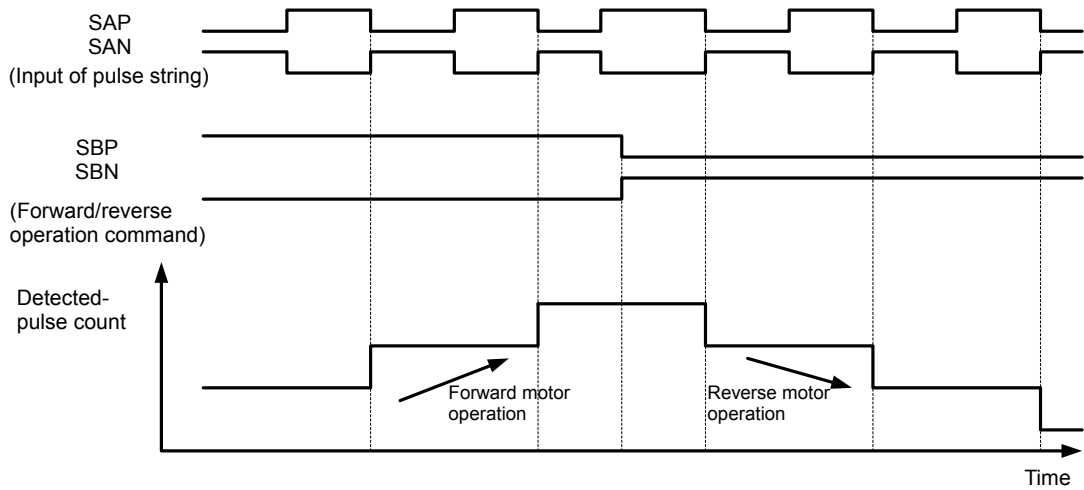 SAP
SAN
(Input of pulse string)
SBP
SBN
(Forward/reverse
operation command)
Detected-
pulse count
Forward motor
operation
Reverse motor
operation
Time